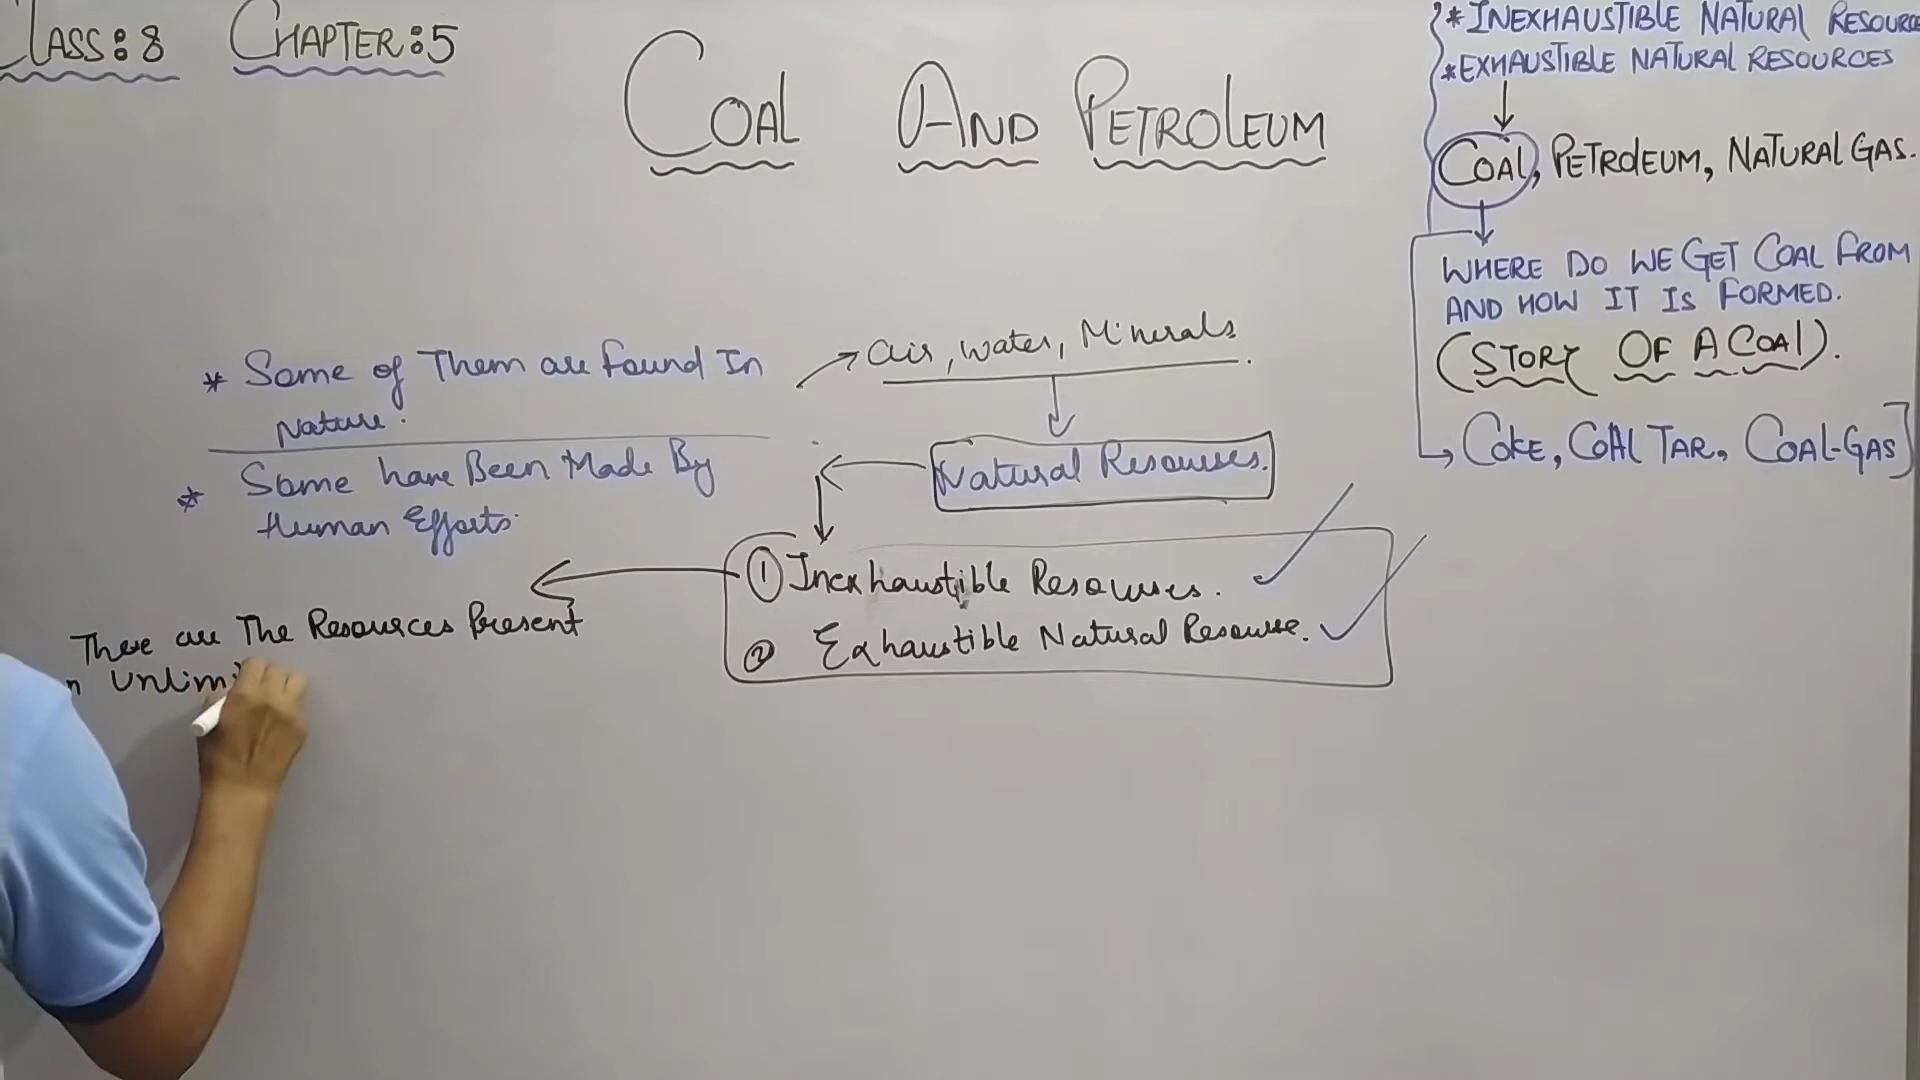 Class:8 Chapter:5
Coal And Petroleum
* Some of Them are Found In
Nature.
* Some have Been Made By
Human Efforts.
Air, water, Minerals.
Natural Resources.
① Inexhaustible Resources.
② Exhaustible Natural Resource.
These are The Resources Present
n Unlimi
* INEXHAUSTIBLE NATURAL RESOURCE
* EXHAUSTIBLE NATURAL RESOURCES
COAL, PETROLEUM, NATURAL GAS.
WHERE DO WE GET COAL FROM
AND HOW IT IS FORMED.
(STORY OF A COAL).
COKE, COAL TAR, COAL-GAS]